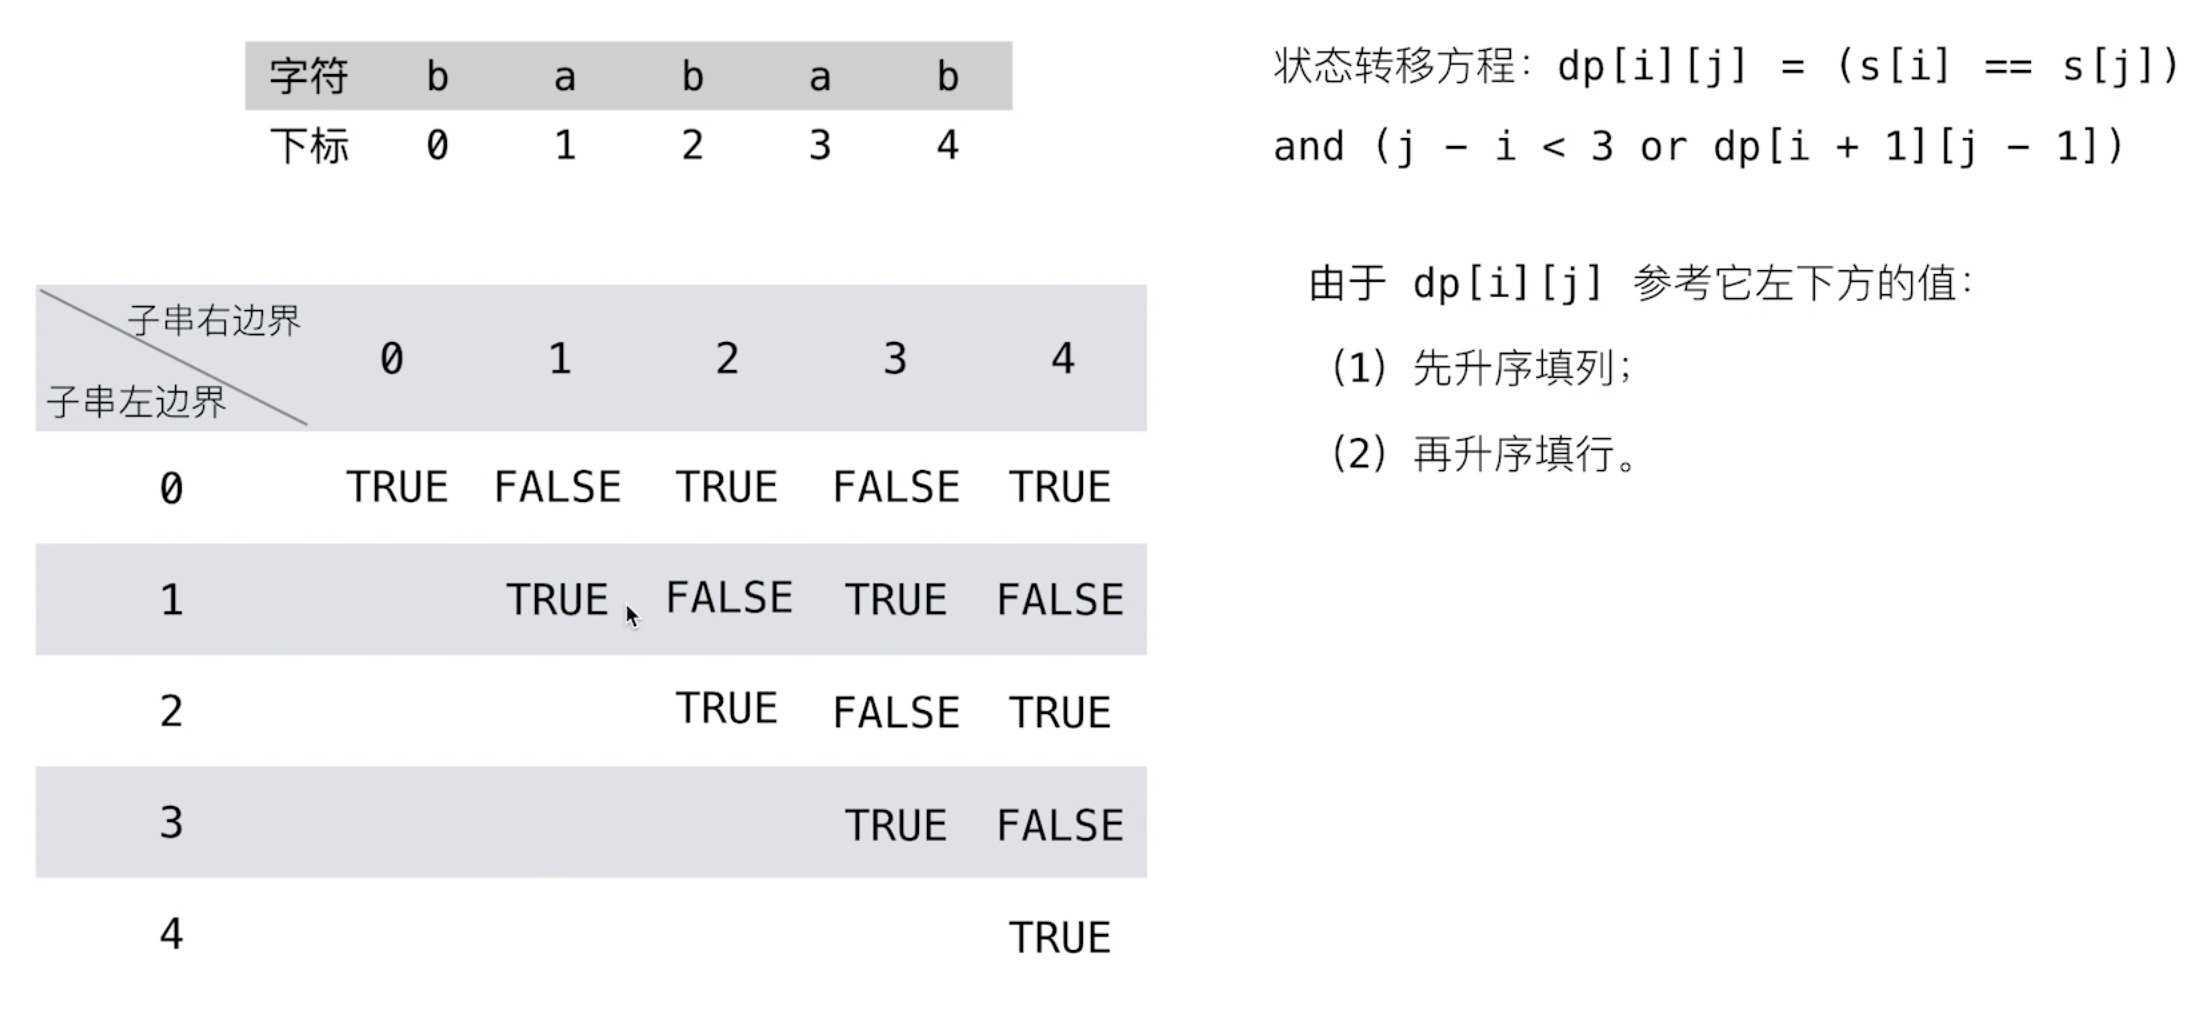 字符 b a b a b
下标 0 1 2 3 4
状态转移方程：dp[i][j] = (s[i] == s[j])
and (j - i < 3 or dp[i + 1][j - 1])
由于 dp[i][j] 参考它左下方的值：
(1) 先升序填列；
(2) 再升序填行。
子串右边界
子串左边界
0 1 2 3 4
0 TRUE FALSE TRUE FALSE TRUE
1 TRUE FALSE TRUE FALSE
2 TRUE FALSE TRUE
3 TRUE FALSE
4 TRUE